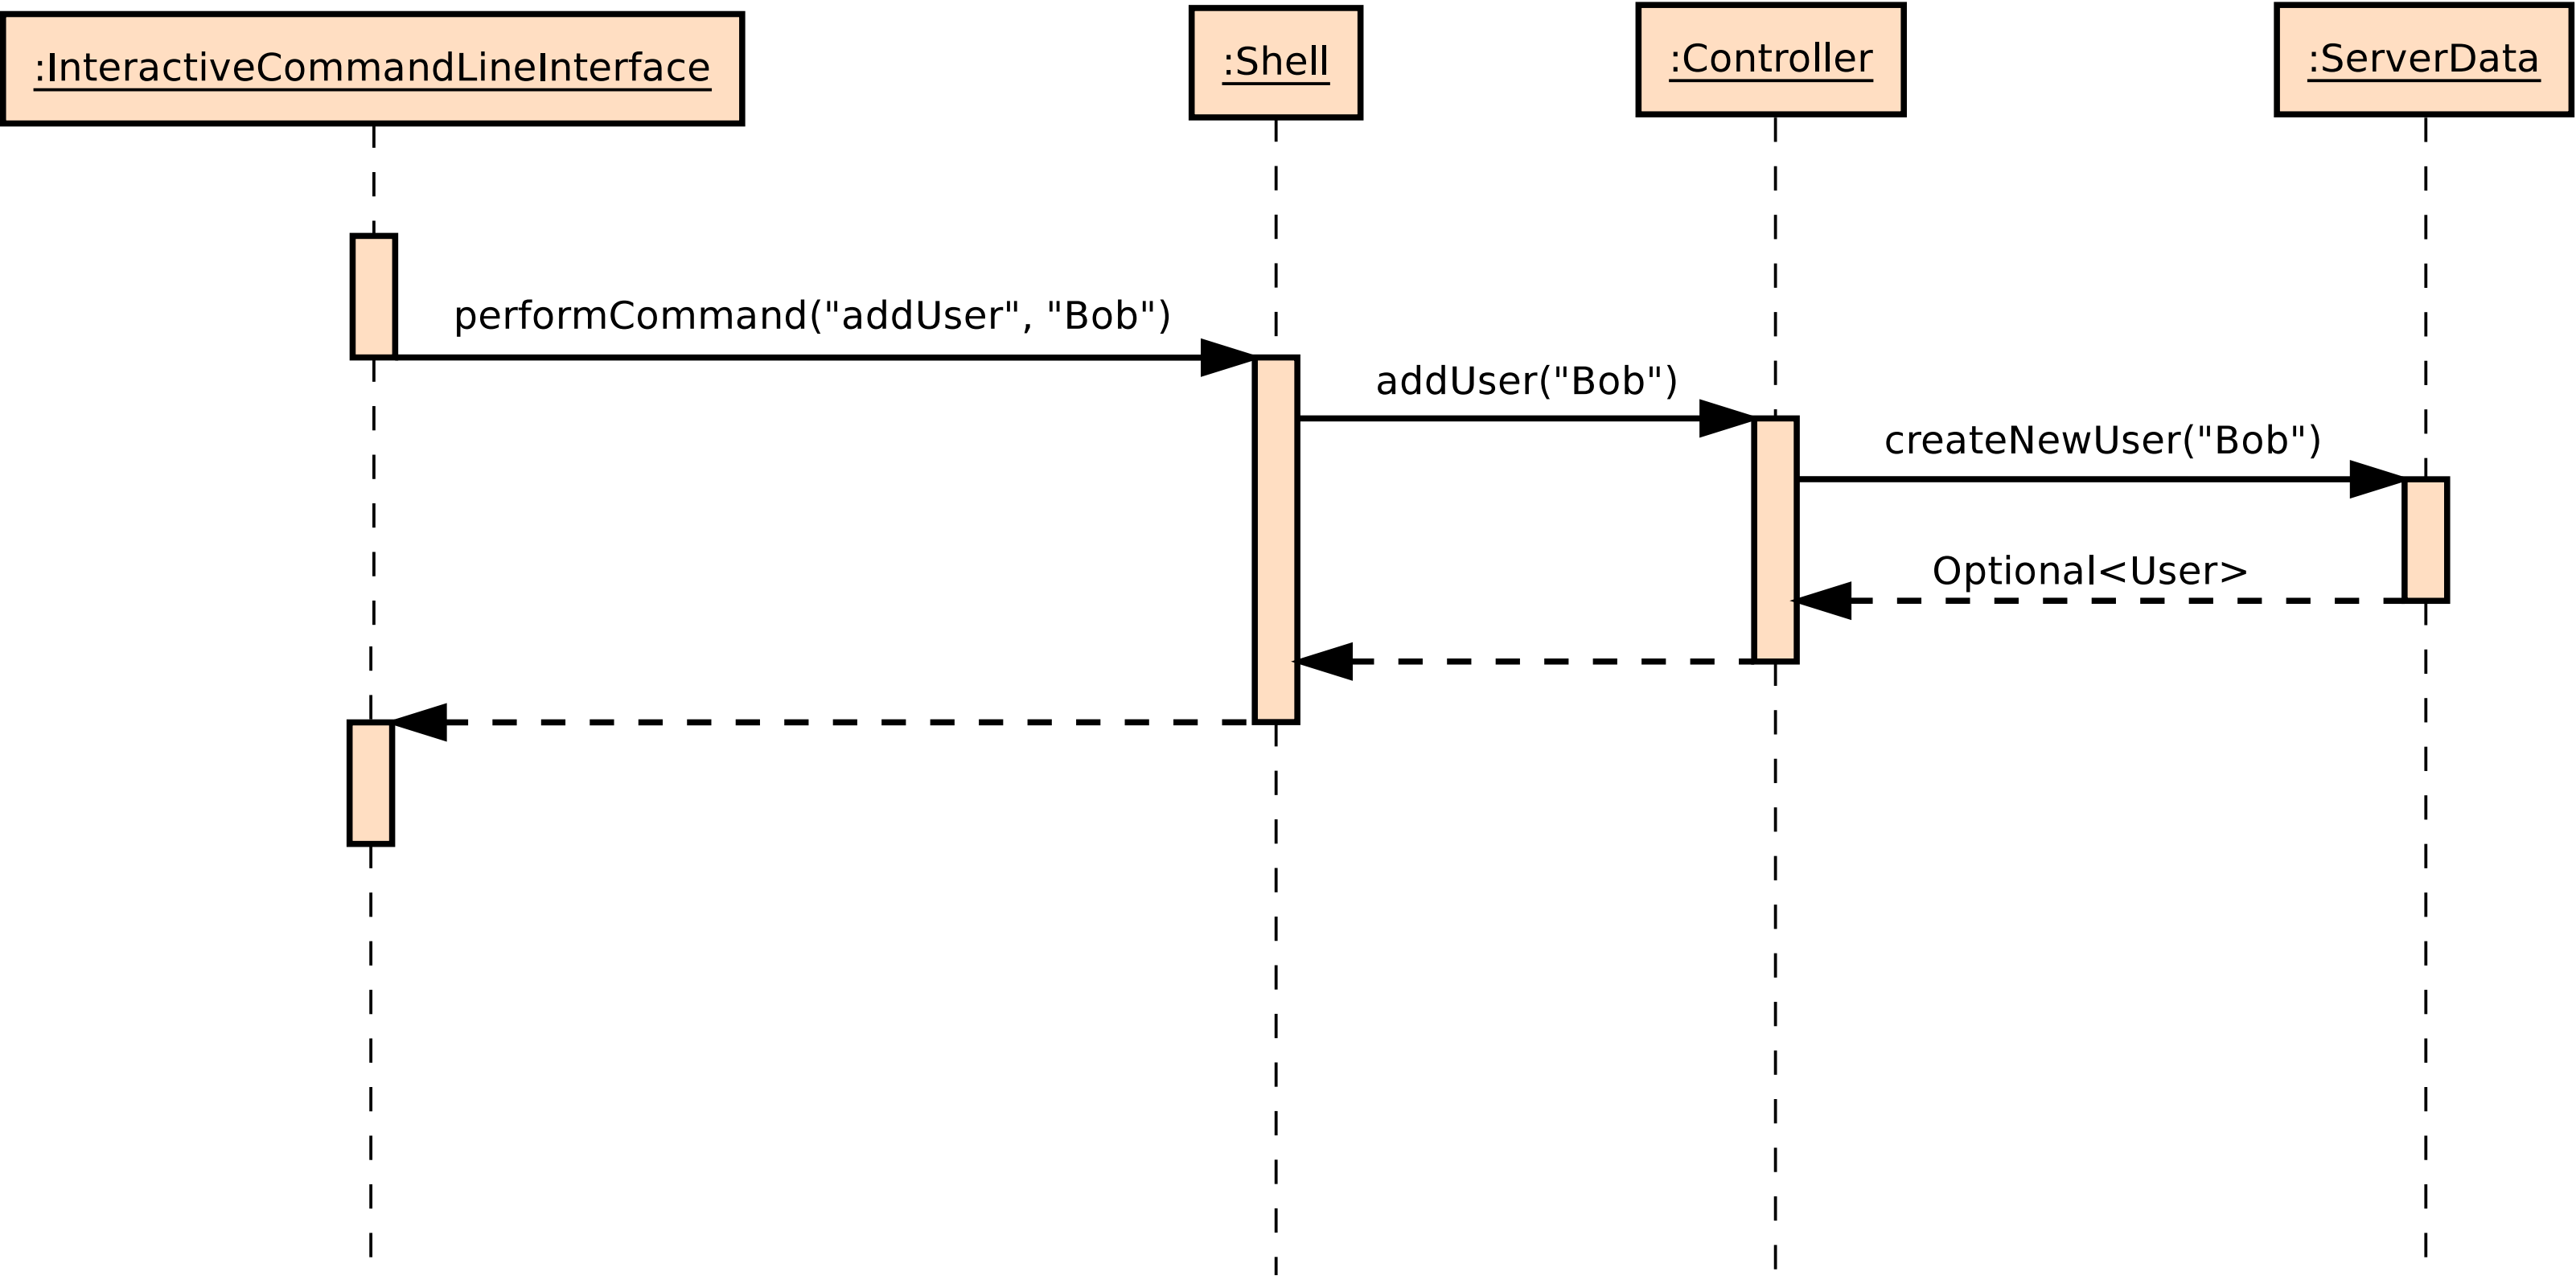 :InteractiveCommandLineInterface
:Shell
:Controller
:ServerData
performCommand("addUser", "Bob")
addUser("Bob")
createNewUser("Bob")
Optional<User>